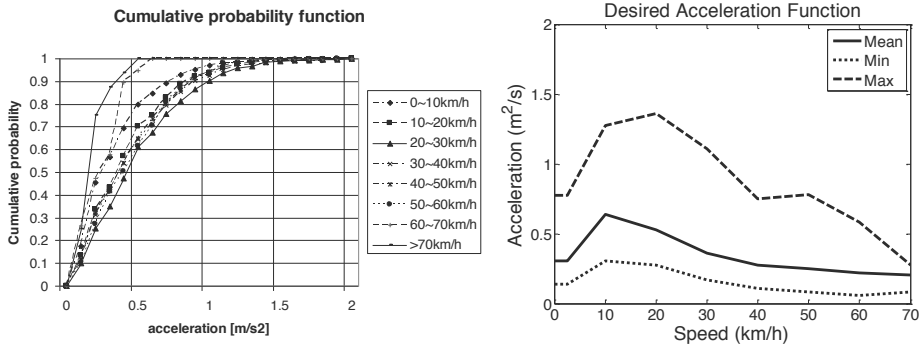 Cumulative probability function
1
0.9
0.8
0.7
0.6
0.5
0.4
0.3
0.2
0.1
0
Cumulative probability
0
0.5
1
1.5
2
acceleration [m/s2]
0~10km/h
10~20km/h
20~30km/h
30~40km/h
40~50km/h
50~60km/h
60~70km/h
>70km/h
Desired Acceleration Function
2
1.5
1
0.5
0
Acceleration (m²/s)
0
10
20
30
40
50
60
70
Speed (km/h)
Mean
Min
Max